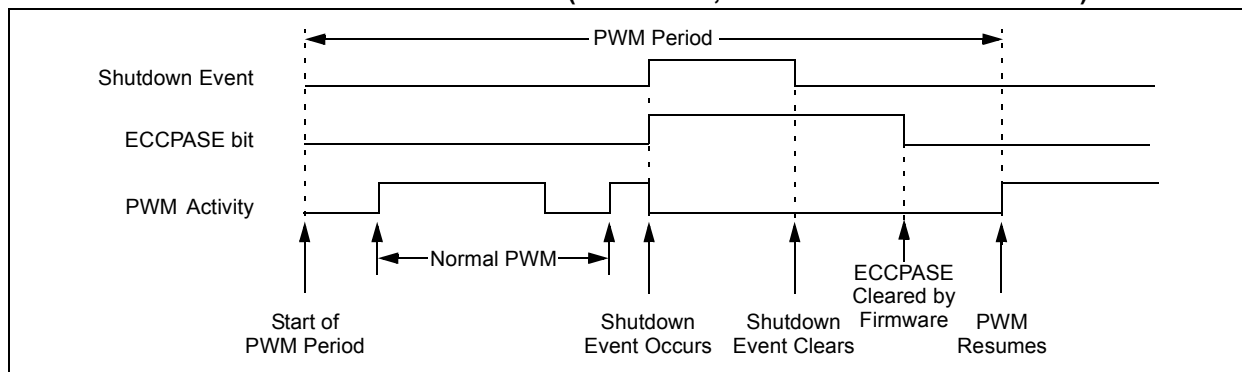 PWM Period
Shutdown Event
ECCPASE bit
PWM Activity
Normal PWM
Start of
PWM Period
Shutdown
Event Occurs
Shutdown
Event Clears
ECCPASE
Cleared by
Firmware
PWM
Resumes